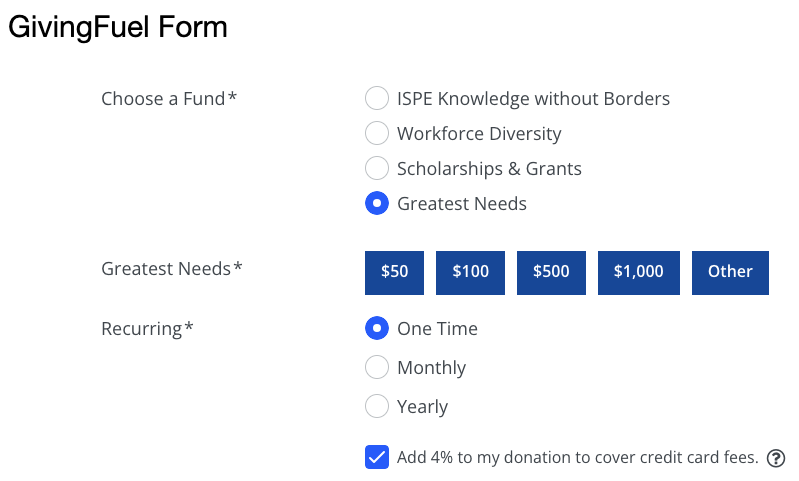 GivingFuel Form
Choose a Fund*
ISPE Knowledge without Borders
Workforce Diversity
Scholarships & Grants
Greatest Needs
Greatest Needs* $50 $100 $500 $1,000 Other
Recurring*
One Time
Monthly
Yearly
Add 4% to my donation to cover credit card fees. ?